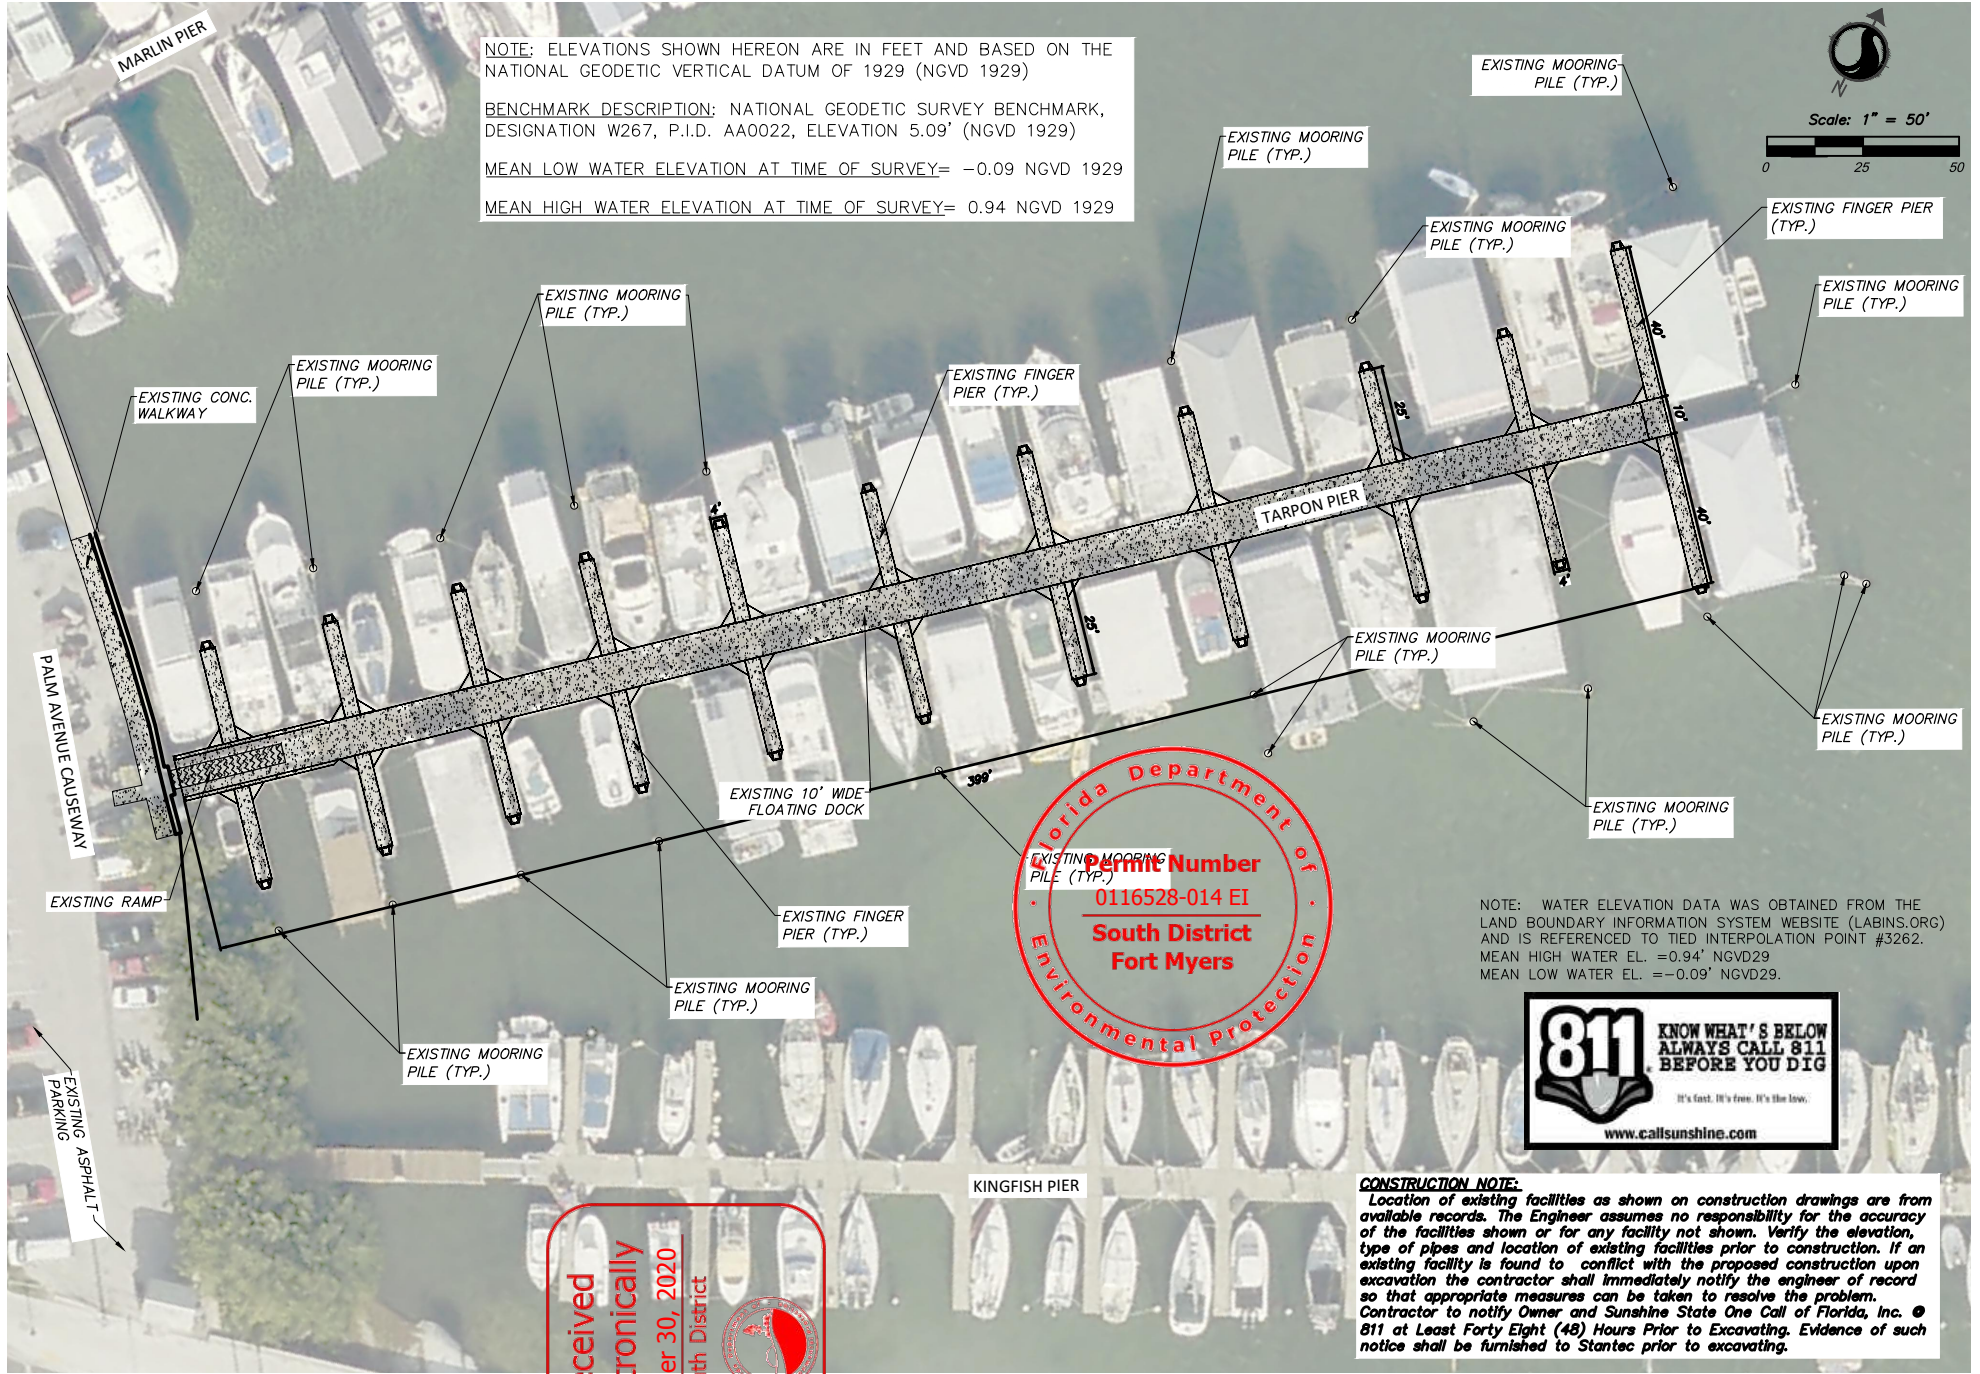 MARLIN PIER
NOTE: ELEVATIONS SHOWN HEREON ARE IN FEET AND BASED ON THE
NATIONAL GEODETIC VERTICAL DATUM OF 1929 (NGVD 1929)
BENCHMARK DESCRIPTION: NATIONAL GEODETIC SURVEY BENCHMARK,
DESIGNATION W267, P.I.D. AA0022, ELEVATION 5.09' (NGVD 1929)
MEAN LOW WATER ELEVATION AT TIME OF SURVEY= -0.09 NGVD 1929
MEAN HIGH WATER ELEVATION AT TIME OF SURVEY= 0.94 NGVD 1929
EXISTING MOORING
PILE (TYP.)
N
Scale: 1" = 50'
0 25 50
EXISTING MOORING
PILE (TYP.)
EXISTING FINGER PIER
(TYP.)
EXISTING MOORING
PILE (TYP.)
EXISTING MOORING
PILE (TYP.)
EXISTING MOORING
PILE (TYP.)
EXISTING MOORING
PILE (TYP.)
EXISTING CONC.
WALKWAY
EXISTING FINGER
PIER (TYP.)
40'
25'
10'
4'
TARPON PIER
40'
4'
25'
EXISTING MOORING
PILE (TYP.)
PALM AVENUE CAUSEWAY
EXISTING MOORING
PILE (TYP.)
399'
EXISTING 10' WIDE
FLOATING DOCK
EXISTING MOORING
PILE (TYP.)
EXISTING MOORING
PILE (TYP.)
EXISTING RAMP
EXISTING FINGER
PIER (TYP.)
Florida Department of
Permit Number
0116528-014 EI
South District
Fort Myers
Environmental Protection
NOTE: WATER ELEVATION DATA WAS OBTAINED FROM THE
LAND BOUNDARY INFORMATION SYSTEM WEBSITE (LABINS.ORG)
AND IS REFERENCED TO TIED INTERPOLATION POINT #3262.
MEAN HIGH WATER EL. =0.94' NGVD29
MEAN LOW WATER EL. =-0.09' NGVD29.
EXISTING MOORING
PILE (TYP.)
EXISTING MOORING
PILE (TYP.)
811
KNOW WHAT'S BELOW
ALWAYS CALL 811
BEFORE YOU DIG
It's fast. It's free. It's the law.
www.callsunshine.com
EXISTING ASPHALT
PARKING
KINGFISH PIER
CONSTRUCTION NOTE:
Location of existing facilities as shown on construction drawings are from
available records. The Engineer assumes no responsibility for the accuracy
of the facilities shown or for any facility not shown. Verify the elevation,
type of pipes and location of existing facilities prior to construction. If an
existing facility is found to conflict with the proposed construction upon
excavation the contractor shall immediately notify the engineer of record
so that appropriate measures can be taken to resolve the problem.
Contractor to notify Owner and Sunshine State One Call of Florida, Inc. @
811 at Least Forty Eight (48) Hours Prior to Excavating. Evidence of such
notice shall be furnished to Stantec prior to excavating.
ceived
tronically
er 30, 2020
th District